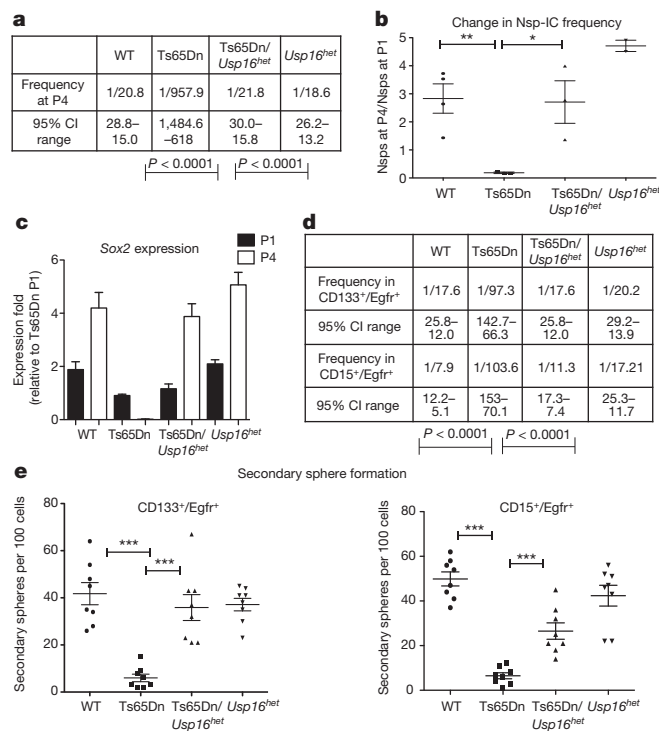 a
WT Ts65Dn Ts65Dn/ Usp16het Usp16het
Frequency at P4 1/20.8 1/957.9 1/21.8 1/18.6
95% CI range 28.8–15.0 1,484.6–618 30.0–15.8 26.2–13.2
P < 0.0001 P < 0.0001
b
Change in Nsp-IC frequency
Nsps at P4/Nsps at P1
5
4
3
2
1
0
** *
WT Ts65Dn Ts65Dn/ Usp16het Usp16het
c
Sox2 expression
P1
P4
Expression fold
(relative to Ts65Dn P1)
6
4
2
0
WT Ts65Dn Ts65Dn/ Usp16het Usp16het
d
WT Ts65Dn Ts65Dn/ Usp16het Usp16het
Frequency in CD133+/Egfr+ 1/17.6 1/97.3 1/17.6 1/20.2
95% CI range 25.8–12.0 142.7–66.3 25.8–12.0 29.2–13.9
Frequency in CD15+/Egfr+ 1/7.9 1/103.6 1/11.3 1/17.21
95% CI range 12.2–5.1 153–70.1 17.3–7.4 25.3–11.7
P < 0.0001 P < 0.0001
e
Secondary sphere formation
CD133+/Egfr+
Secondary spheres per 100 cells
80
60
40
20
0
*** ***
WT Ts65Dn Ts65Dn/ Usp16het Usp16het
CD15+/Egfr+
Secondary spheres per 100 cells
80
60
40
20
0
*** ***
WT Ts65Dn Ts65Dn/ Usp16het Usp16het